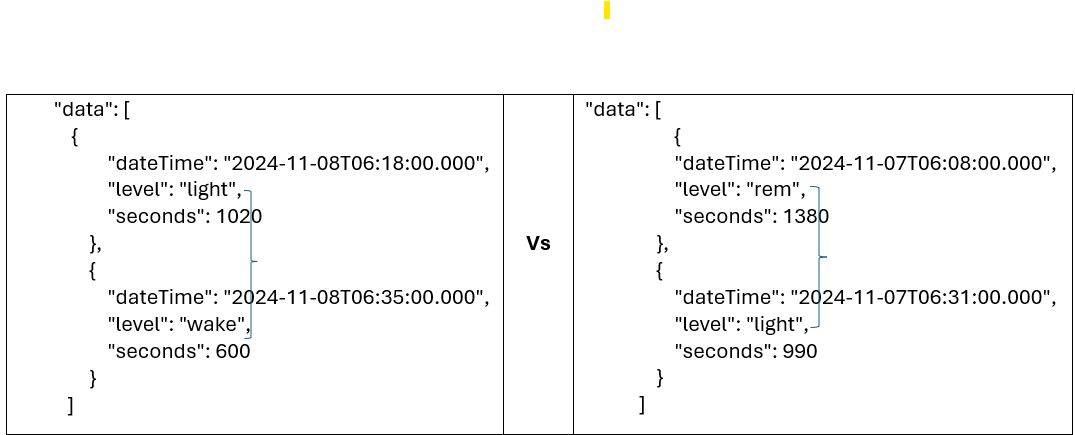 "data": [
{
"dateTime": "2024-11-08T06:18:00.000",
"level": "light",
"seconds": 1020
},
{
"dateTime": "2024-11-08T06:35:00.000",
"level": "wake",
"seconds": 600
}
]
Vs
"data": [
{
"dateTime": "2024-11-07T06:08:00.000",
"level": "rem",
"seconds": 1380
},
{
"dateTime": "2024-11-07T06:31:00.000",
"level": "light",
"seconds": 990
}
]